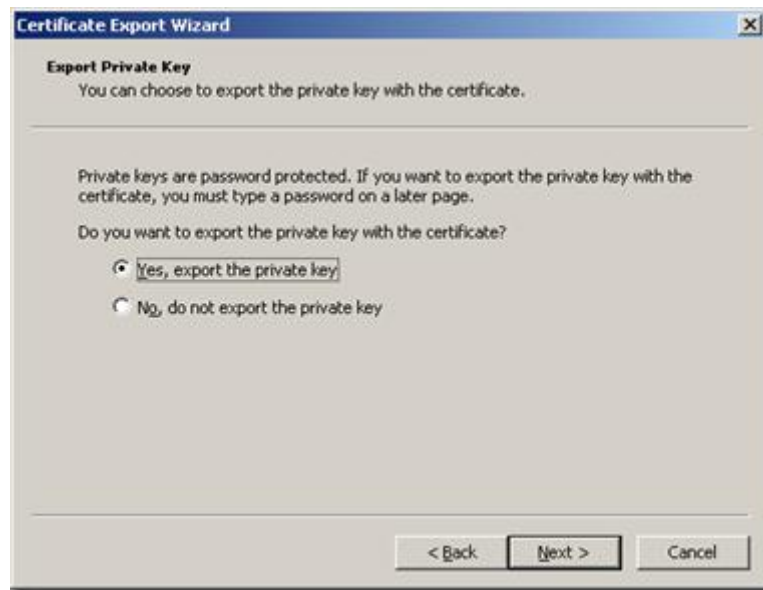 Certificate Export Wizard
Export Private Key
You can choose to export the private key with the certificate.
Private keys are password protected. If you want to export the private key with the
certificate, you must type a password on a later page.
Do you want to export the private key with the certificate?
Yes, export the private key
No, do not export the private key
< Back Next > Cancel